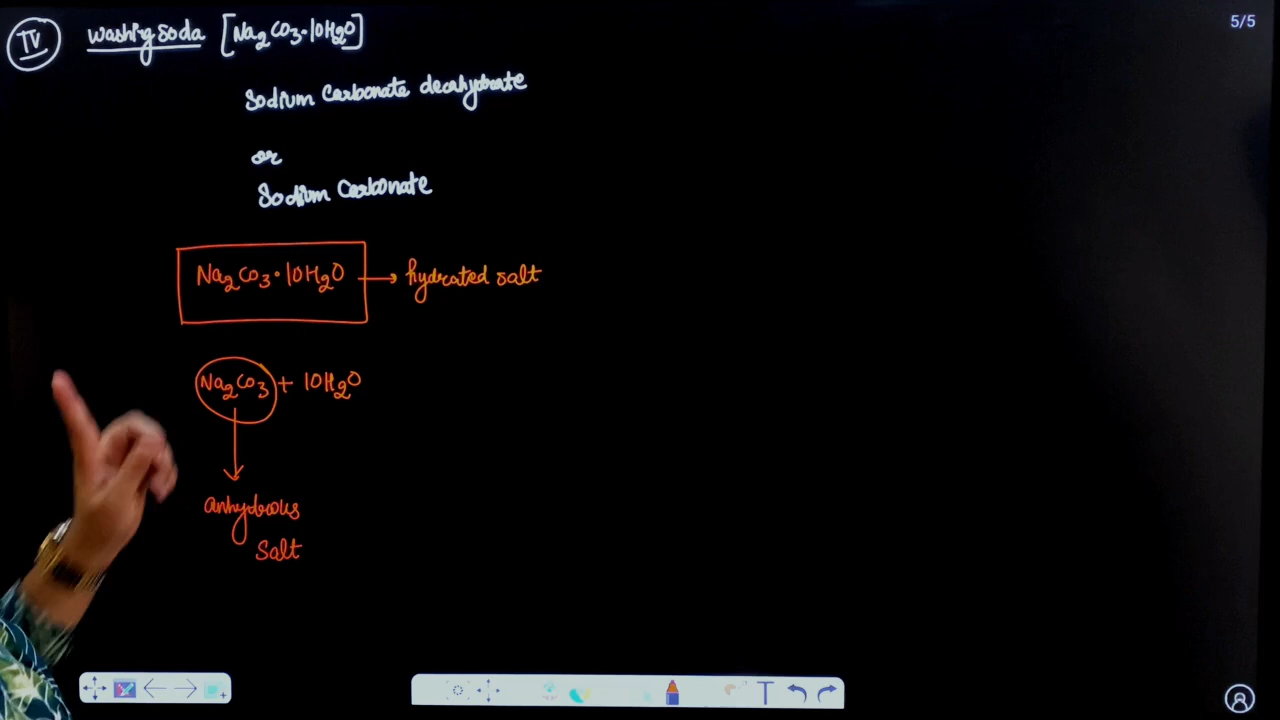 IV washing soda [Na₂CO₃·10H₂O]
5/5
Sodium Carbonate decahydrate
or
Sodium Carbonate
Na₂CO₃·10H₂O → hydrated salt
Na₂CO₃ + 10H₂O
anhydrous
Salt
T